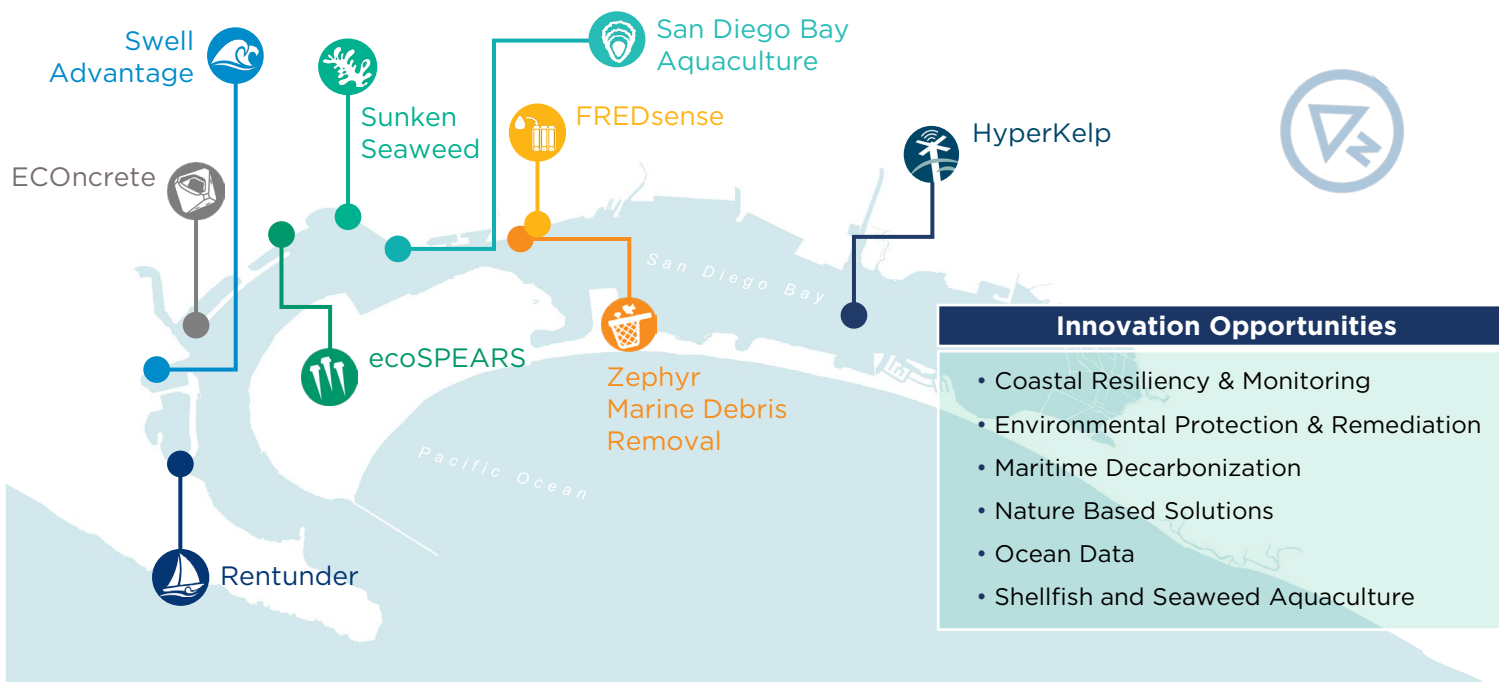 Swell
Advantage
San Diego Bay
Aquaculture
Sunken
Seaweed
FREDsense
HyperKelp
N
ECOncrete
San Diego Bay
ecoSPEARS
Zephyr
Marine Debris
Removal
Pacific Ocean
Rentunder
Innovation Opportunities
• Coastal Resiliency & Monitoring
• Environmental Protection & Remediation
• Maritime Decarbonization
• Nature Based Solutions
• Ocean Data
• Shellfish and Seaweed Aquaculture